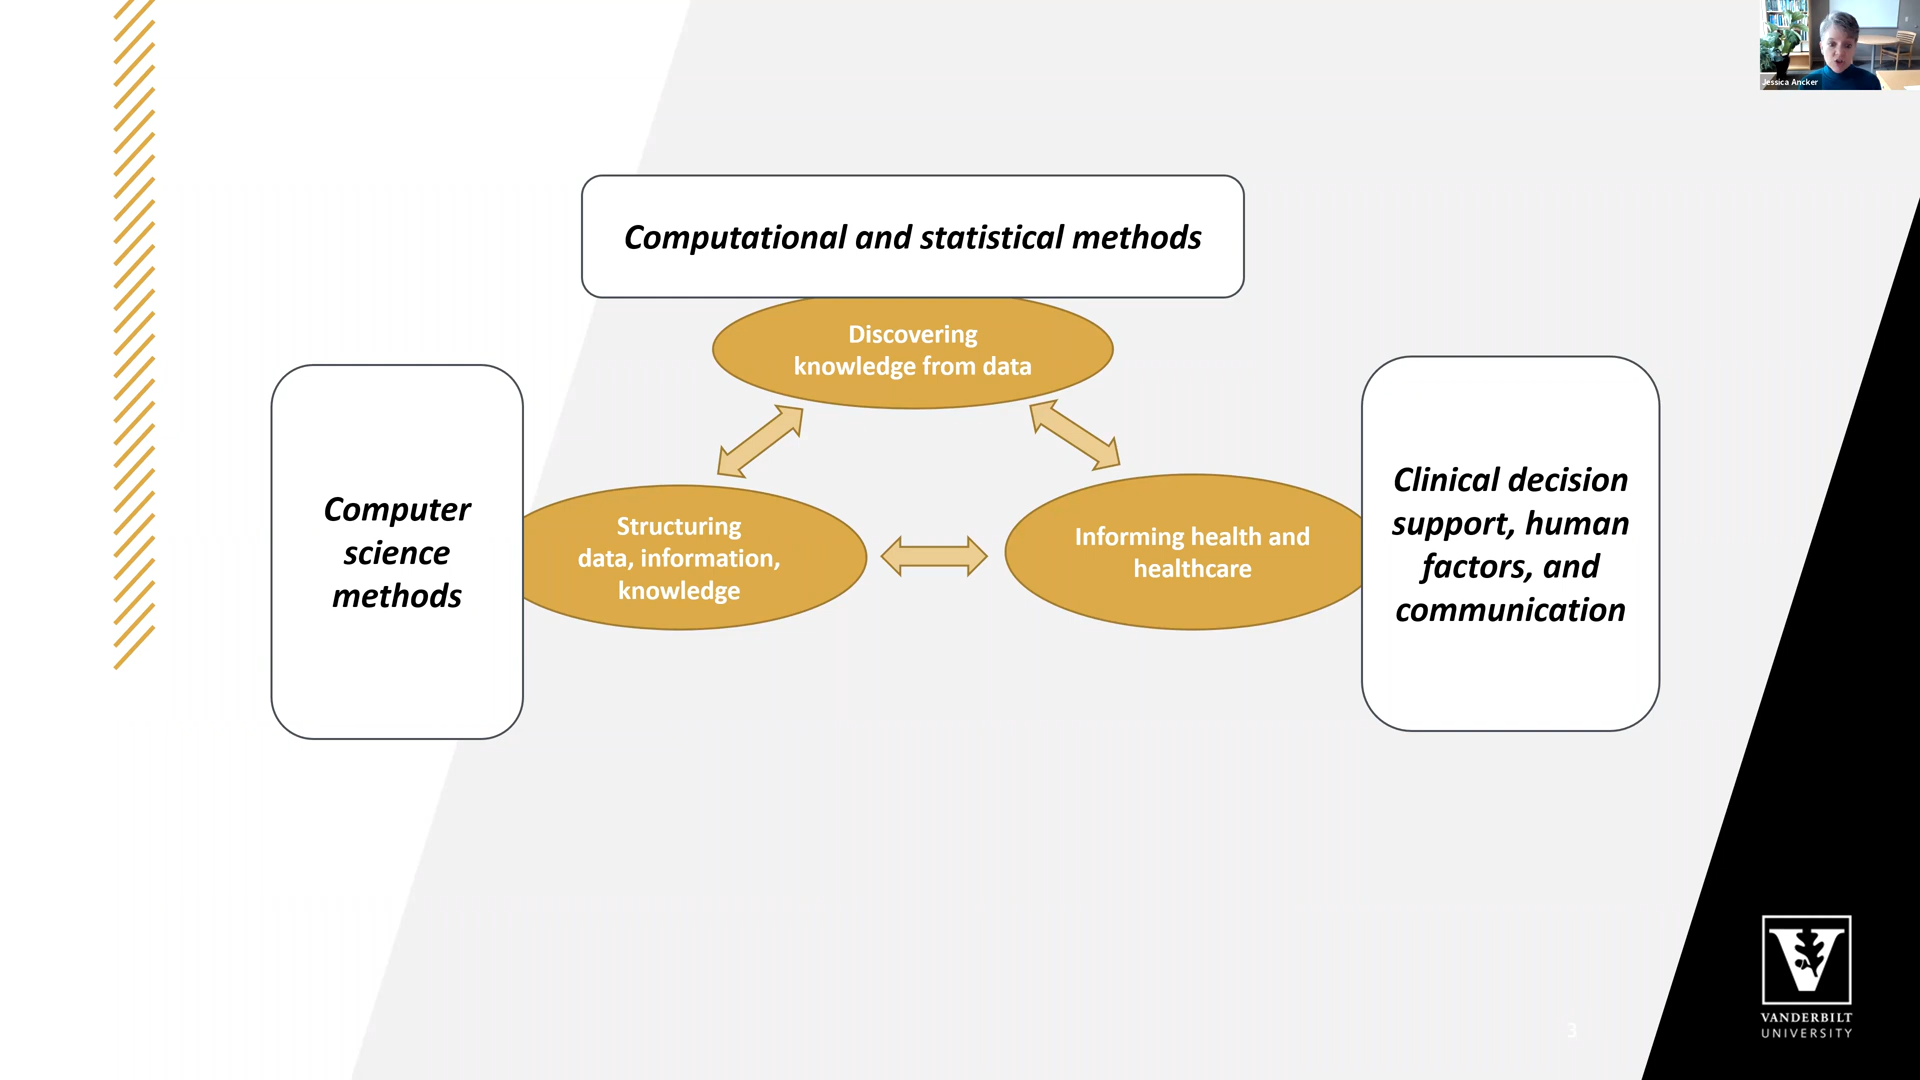 Jessica Ancker
Computational and statistical methods
Discovering
knowledge from data
Computer
science
methods
Structuring
data, information,
knowledge
Informing health and
healthcare
Clinical decision
support, human
factors, and
communication
3
V
VANDERBILT
UNIVERSITY